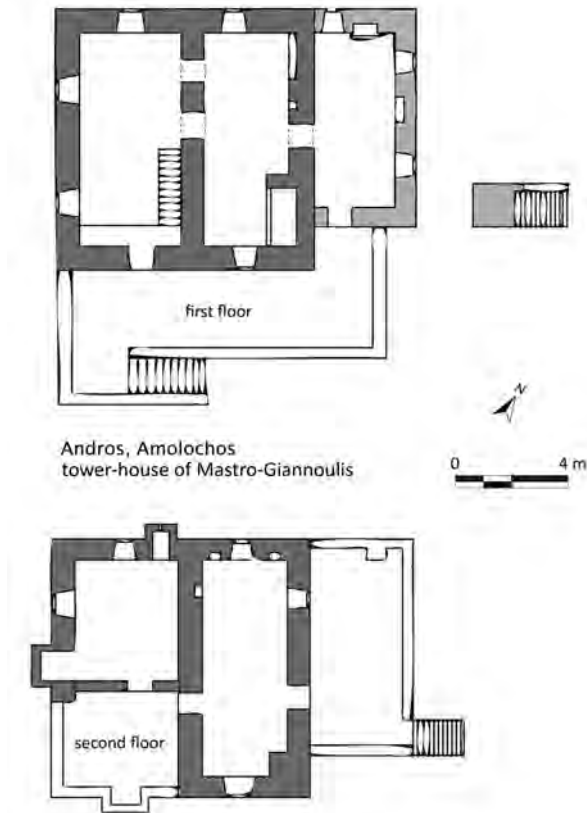 first floor
N
Andros, Amolochos
tower-house of Mastro-Giannoulis
0 4 m
second floor